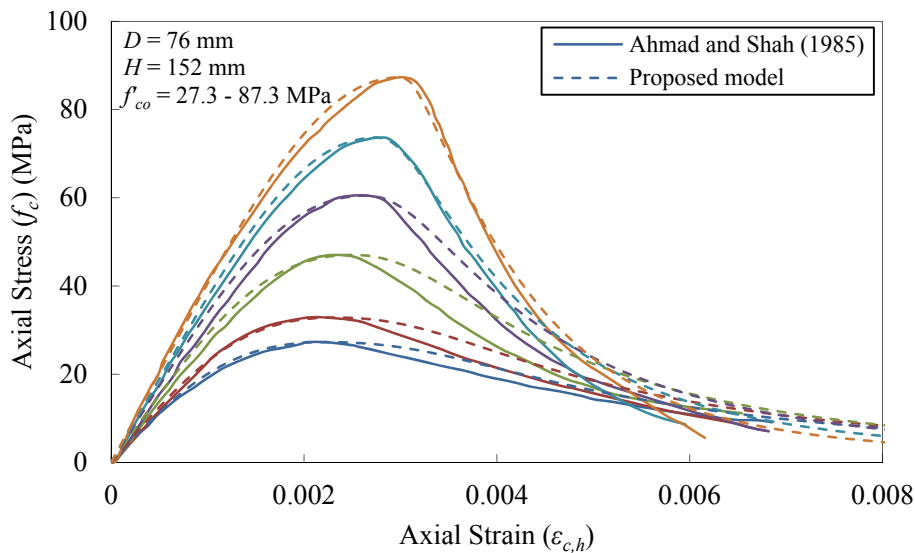 100
80
60
40
20
0
Axial Stress (f_c) (MPa)
D = 76 mm
H = 152 mm
f'_co = 27.3 - 87.3 MPa
Ahmad and Shah (1985)
Proposed model
0 0.002 0.004 0.006 0.008
Axial Strain (ε_c,h)